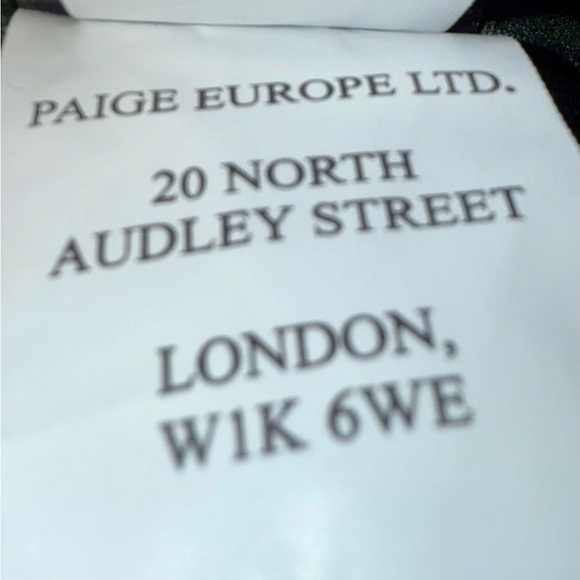 PAIGE EUROPE LTD.
20 NORTH
AUDLEY STREET
LONDON,
W1K 6WE